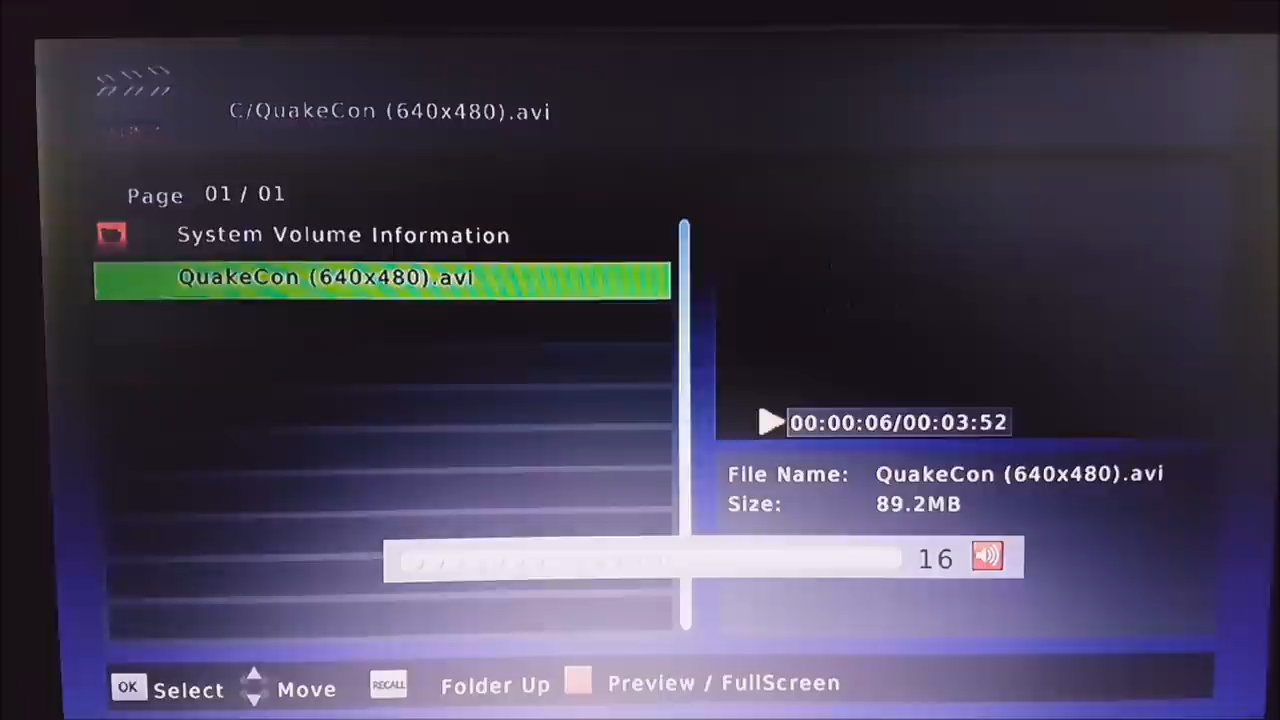 C/QuakeCon (640x480).avi
Page 01 / 01
System Volume Information
QuakeCon (640x480).avi
00:00:06/00:03:52
File Name: QuakeCon (640x480).avi
Size: 89.2MB
16
OK Select Move RECALL Folder Up Preview / FullScreen